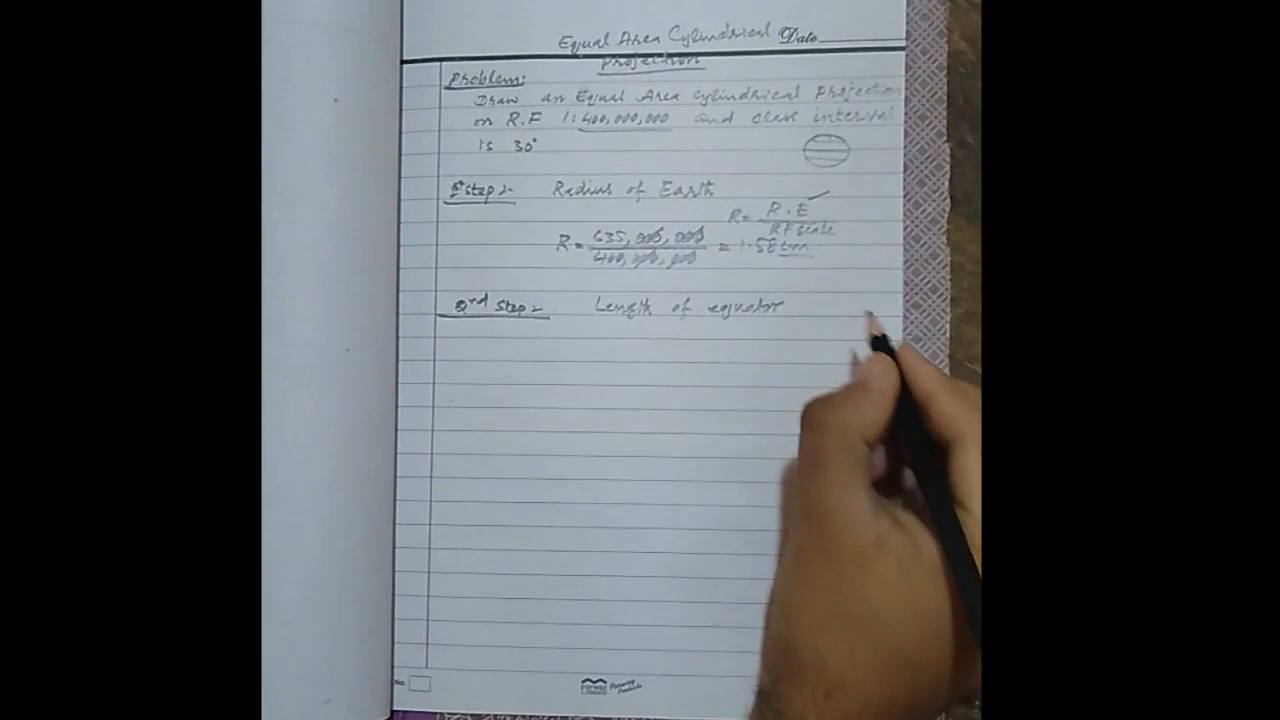 Equal Area Cylindrical Date
Projection
Problem:
Draw an Equal Area Cylindrical projection
on R.F 1:400,000,000 and class interval
is 30°
1st step:- Radius of Earth
R = R.E / RF scale
R = 635,000,000 / 400,000,000 = 1.58 cm
2nd Step:- Length of equator
No.